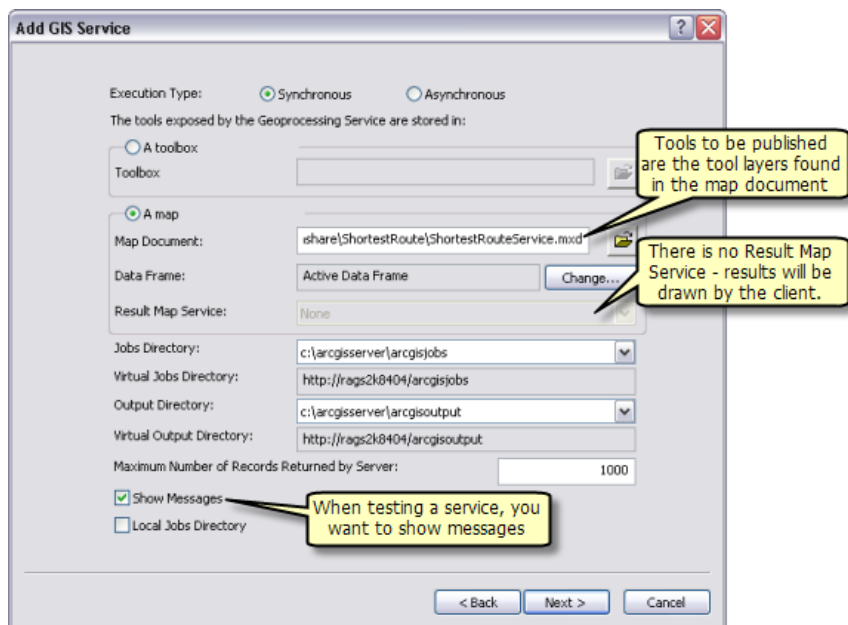 Add GIS Service
Execution Type: Synchronous Asynchronous
The tools exposed by the Geoprocessing Service are stored in:
A toolbox
Toolbox
Tools to be published
are the tool layers found
in the map document
A map
Map Document: ishare\ShortestRoute\ShortestRouteService.mxd
Data Frame: Active Data Frame Change...
There is no Result Map
Service - results will be
drawn by the client.
Result Map Service: None
Jobs Directory: c:\arcgisserver\arcgisjobs
Virtual Jobs Directory: http://rags2k8404/arcgisjobs
Output Directory: c:\arcgisserver\arcgisoutput
Virtual Output Directory: http://rags2k8404/arcgisoutput
Maximum Number of Records Returned by Server: 1000
Show Messages
When testing a service, you
want to show messages
Local Jobs Directory
< Back Next > Cancel